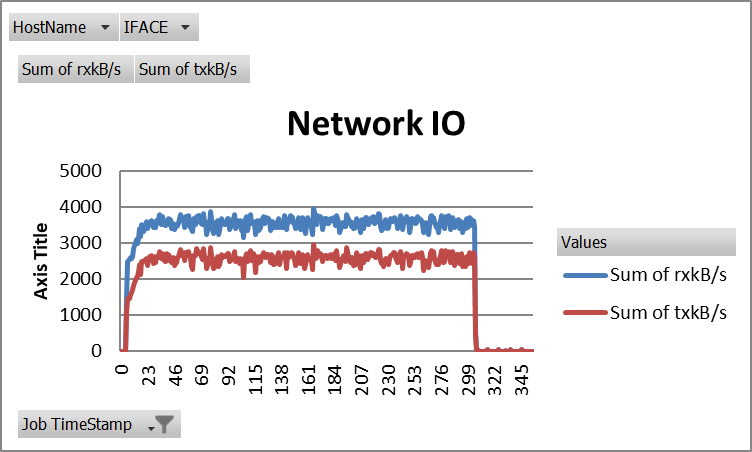 HostName IFACE
Sum of rxkB/s Sum of txkB/s
Network IO
5000
4000
3000
2000
1000
0
Axis Title
0 23 46 69 92 115 138 161 184 207 230 253 276 299 322 345
Values
Sum of rxkB/s
Sum of txkB/s
Job TimeStamp